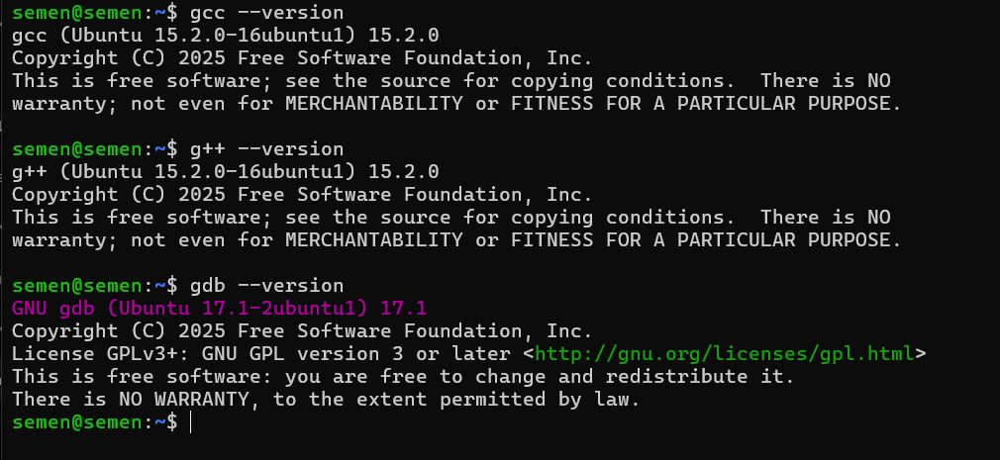 semen@semen:~$ gcc --version
gcc (Ubuntu 15.2.0-16ubuntu1) 15.2.0
Copyright (C) 2025 Free Software Foundation, Inc.
This is free software; see the source for copying conditions.  There is NO
warranty; not even for MERCHANTABILITY or FITNESS FOR A PARTICULAR PURPOSE.

semen@semen:~$ g++ --version
g++ (Ubuntu 15.2.0-16ubuntu1) 15.2.0
Copyright (C) 2025 Free Software Foundation, Inc.
This is free software; see the source for copying conditions.  There is NO
warranty; not even for MERCHANTABILITY or FITNESS FOR A PARTICULAR PURPOSE.

semen@semen:~$ gdb --version
GNU gdb (Ubuntu 17.1-2ubuntu1) 17.1
Copyright (C) 2025 Free Software Foundation, Inc.
License GPLv3+: GNU GPL version 3 or later <http://gnu.org/licenses/gpl.html>
This is free software: you are free to change and redistribute it.
There is NO WARRANTY, to the extent permitted by law.
semen@semen:~$